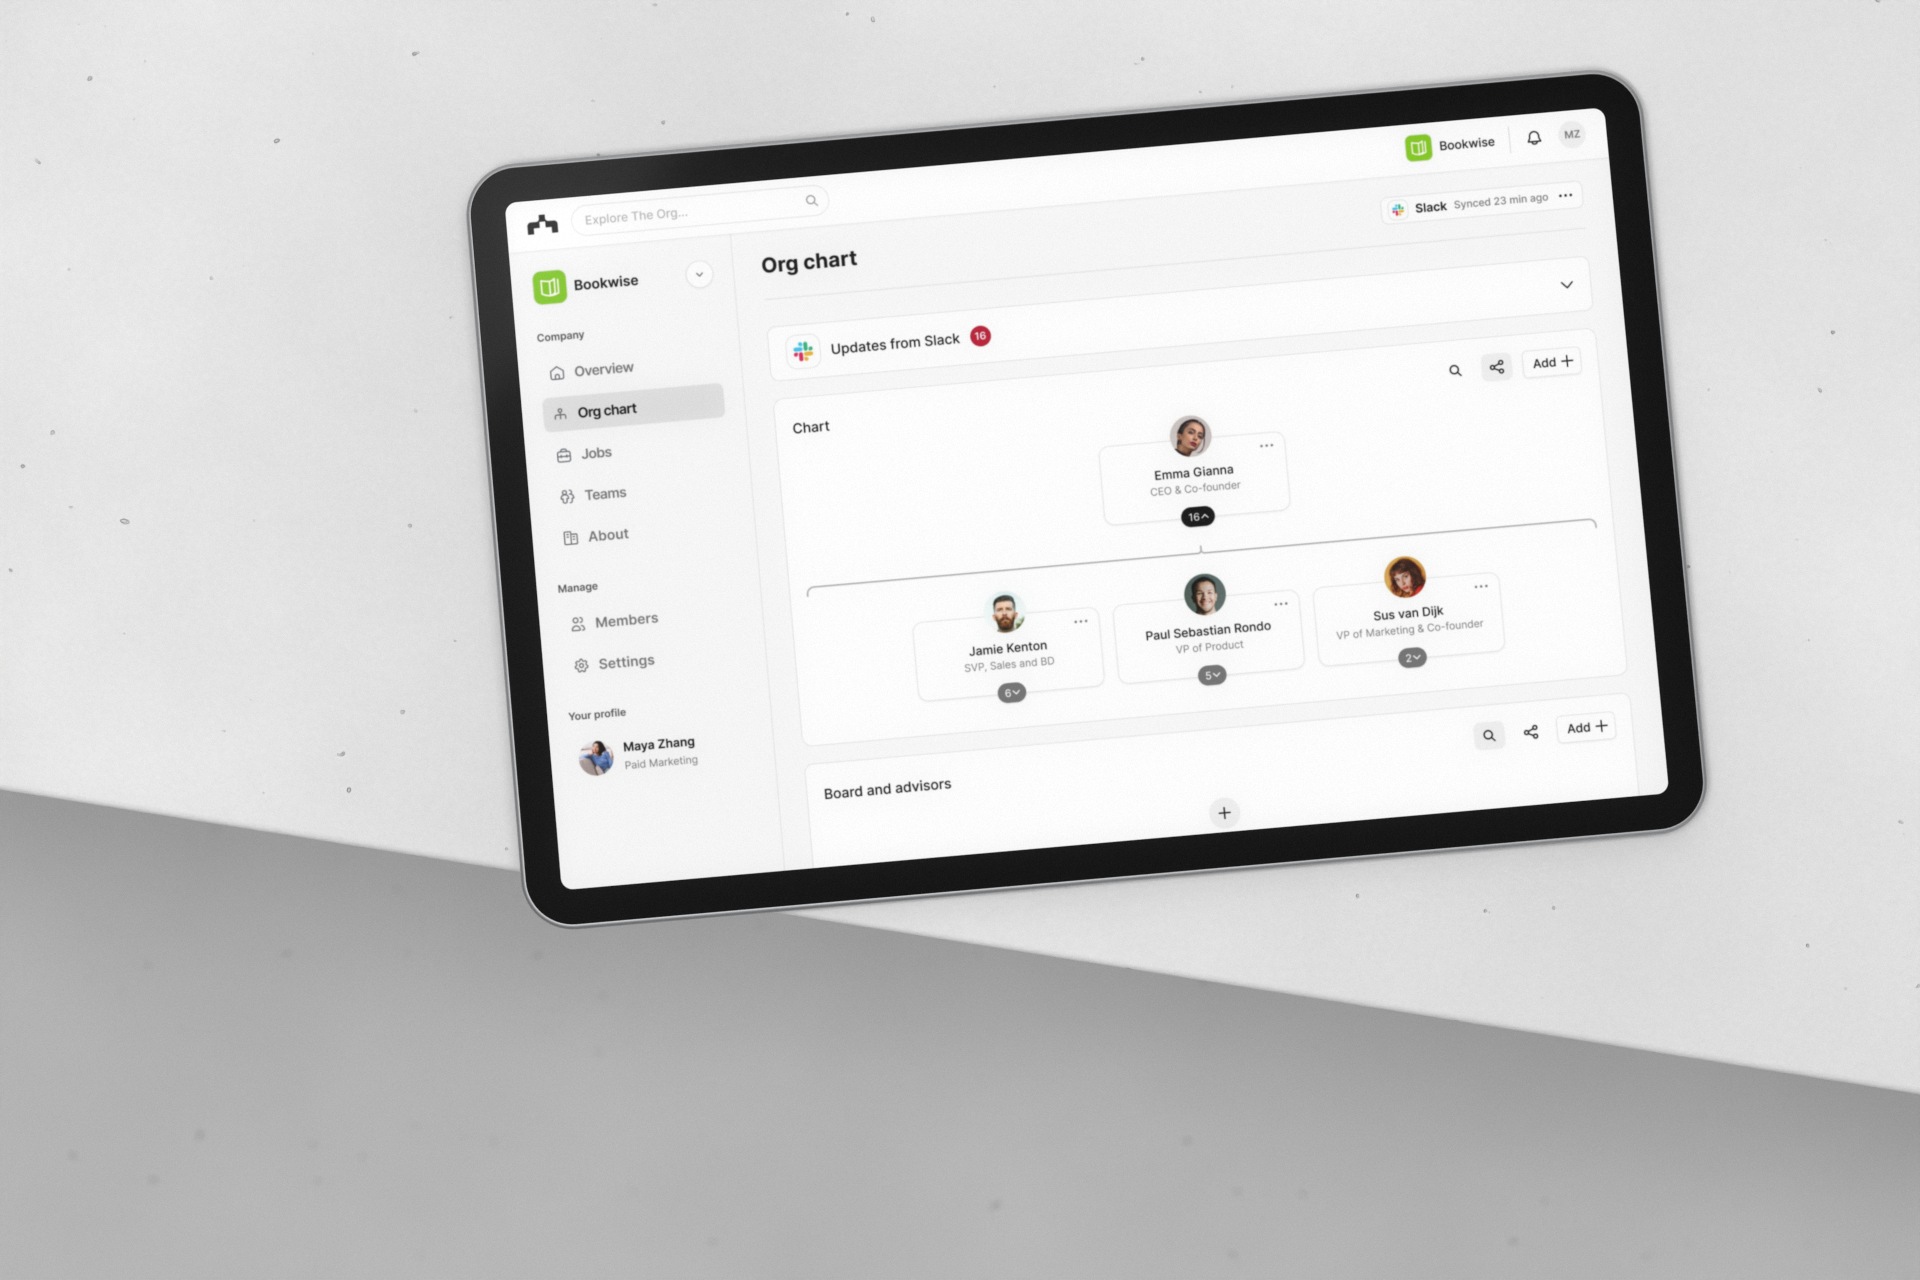 Explore The Org...
Bookwise
MZ
Bookwise
Company
Overview
Org chart
Jobs
Teams
About
Manage
Members
Settings
Your profile
Maya Zhang
Paid Marketing
Org chart
Slack Synced 23 min ago
Updates from Slack 16
Chart
Add
Emma Gianna
CEO & Co-founder
16
Jamie Kenton
SVP, Sales and BD
6
Paul Sebastian Rondo
VP of Product
5
Sus van Dijk
VP of Marketing & Co-founder
2
Board and advisors
Add